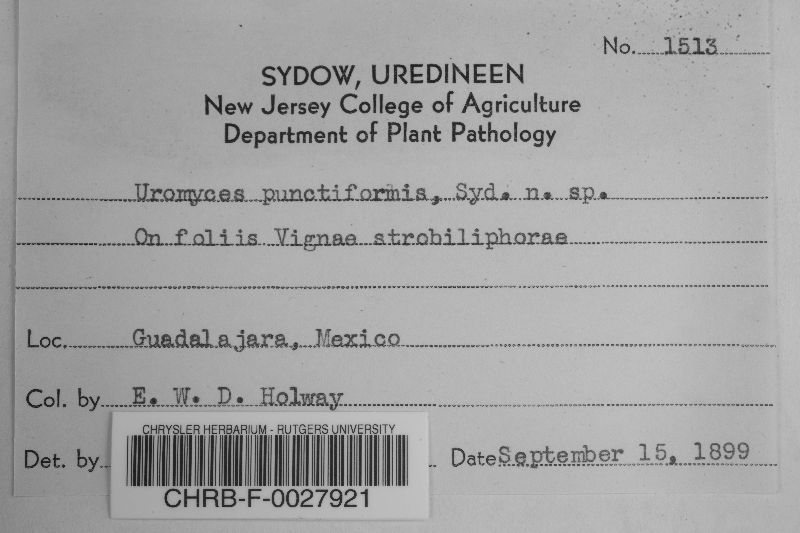 No. 1513
SYDOW, UREDINEEN
New Jersey College of Agriculture
Department of Plant Pathology
Uromyces punctiformis, Syd. n. sp.
On foliis Vignae strobiliphorae
Loc. Guadalajara, Mexico
Col. by E. W. D. Holway
CHRYSLER HERBARIUM - RUTGERS UNIVERSITY
Det. by
Date September 15, 1899
CHRB-F-0027921